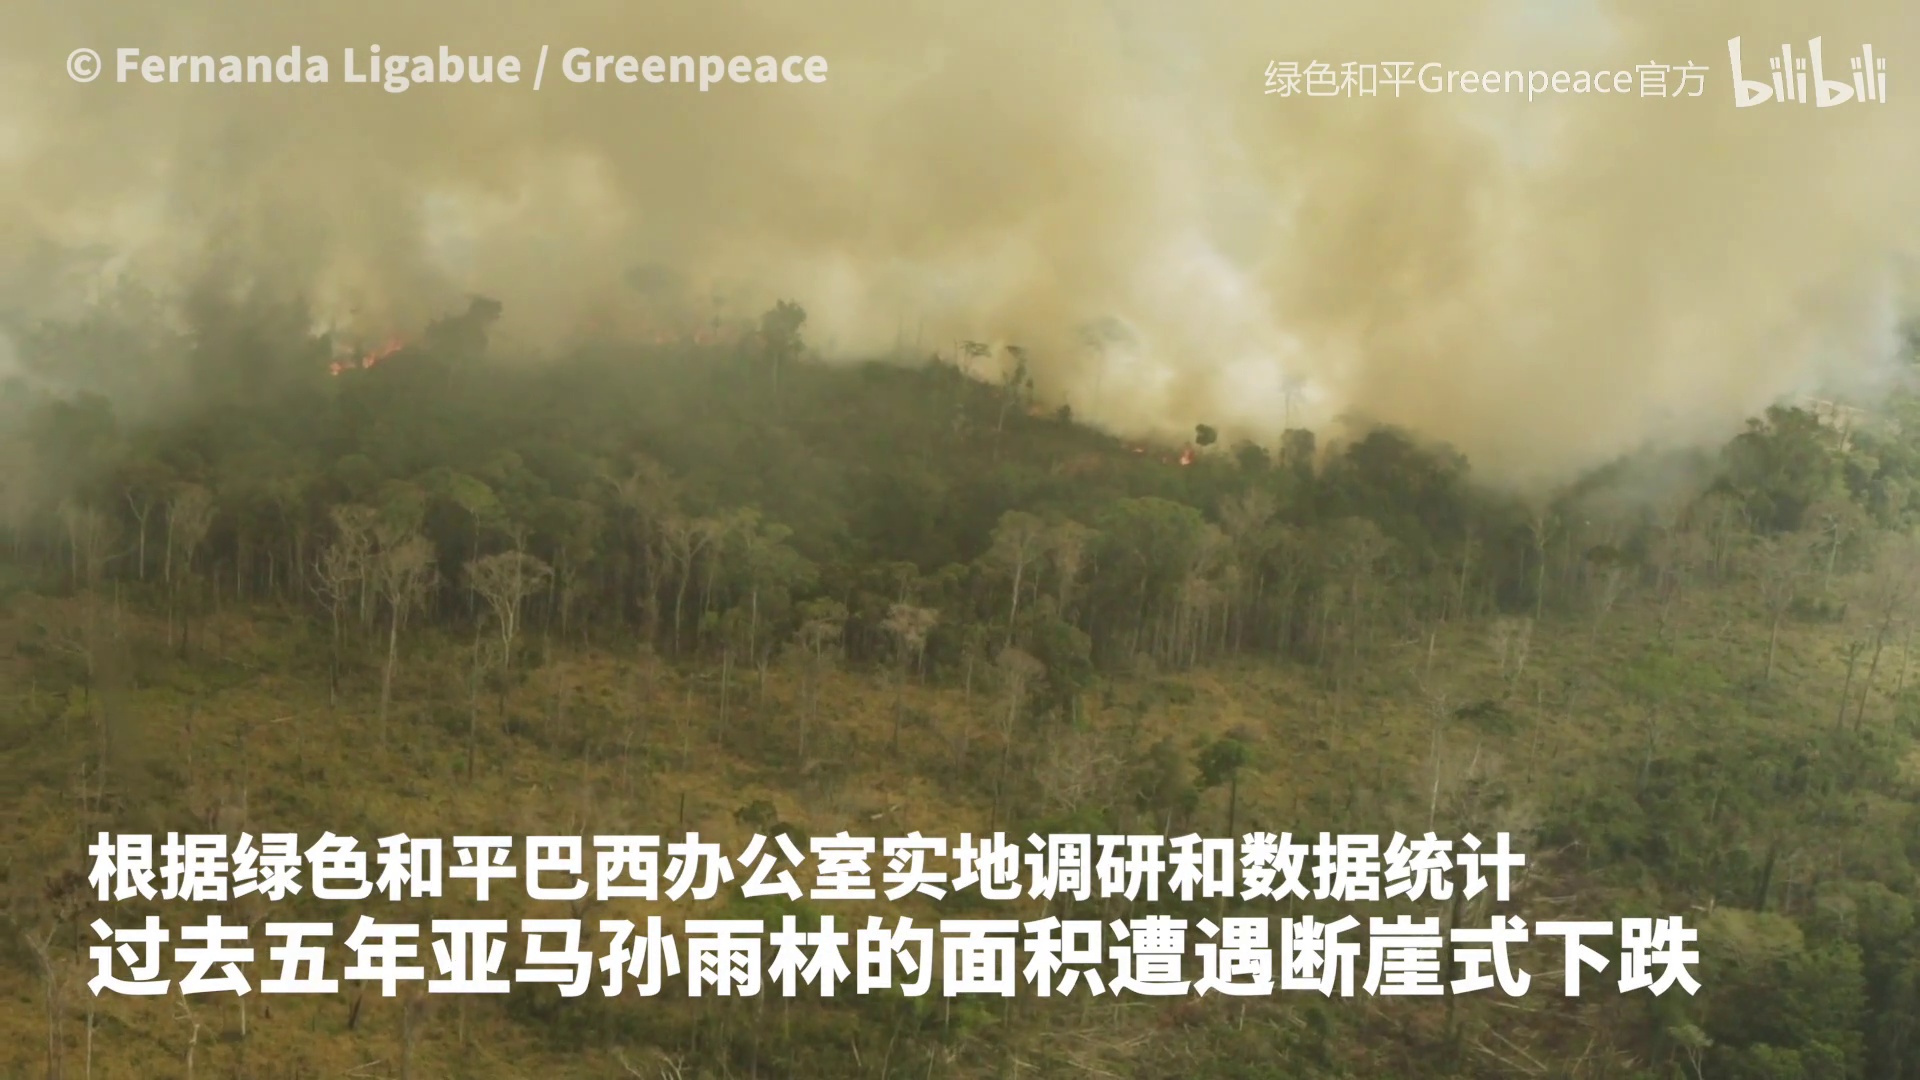 © Fernanda Ligabue / Greenpeace
绿色和平Greenpeace官方 bilibili
根据绿色和平巴西办公室实地调研和数据统计
过去五年亚马孙雨林的面积遭遇断崖式下跌